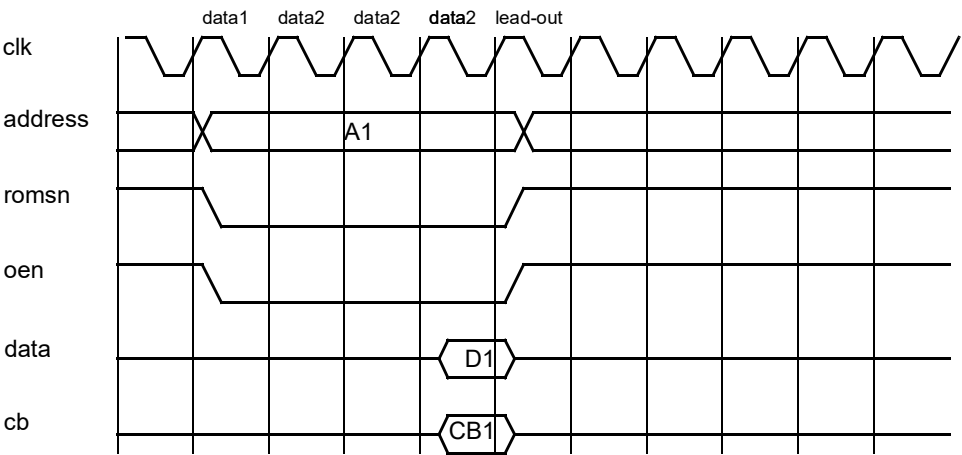 data1 data2 data2 data2 lead-out
clk
address A1
romsn
oen
data D1
cb CB1